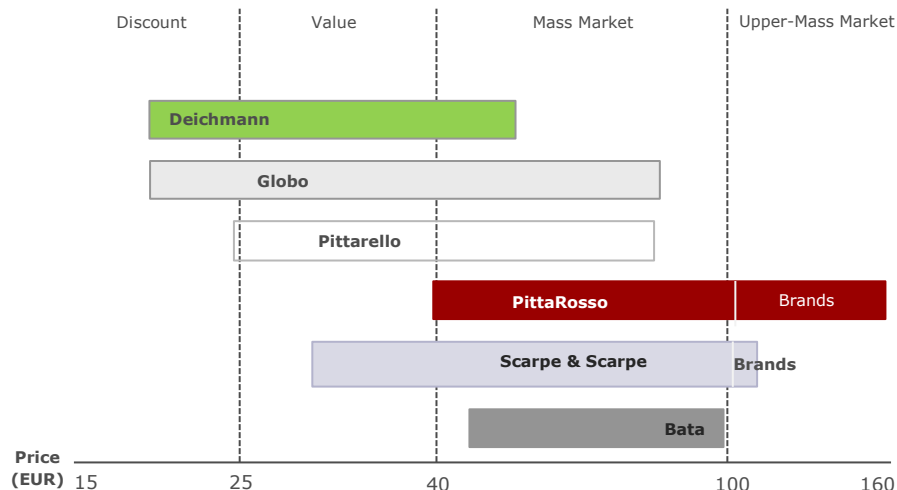 Discount
Value
Mass Market
Upper-Mass Market
Deichmann
Globo
Pittarello
PittaRosso
Brands
Scarpe & Scarpe
Brands
Bata
Price
(EUR)
15
25
40
100
160